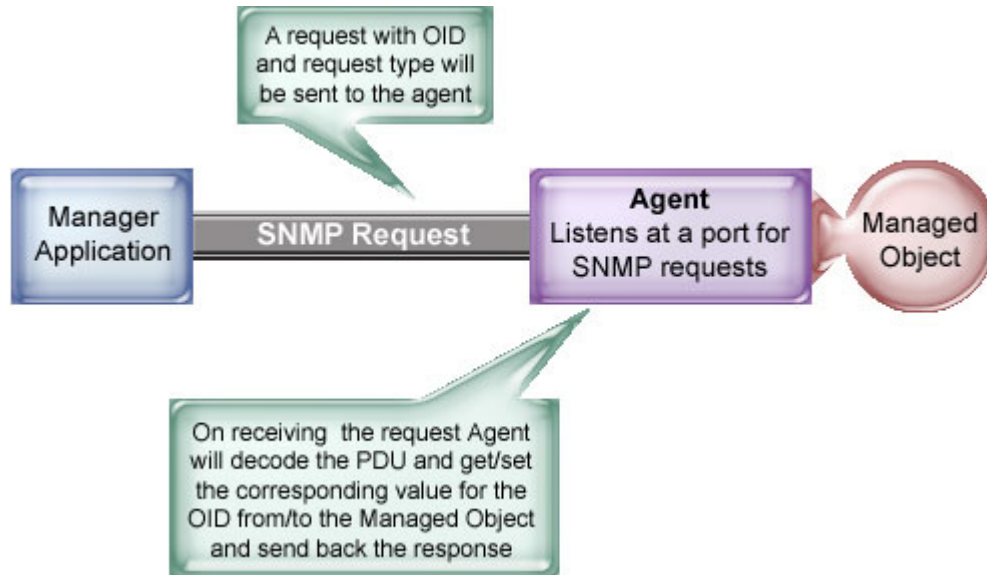 A request with OID
and request type will
be sent to the agent
Manager
Application
SNMP Request
Agent
Listens at a port for
SNMP requests
Managed
Object
On receiving the request Agent
will decode the PDU and get/set
the corresponding value for the
OID from/to the Managed Object
and send back the response